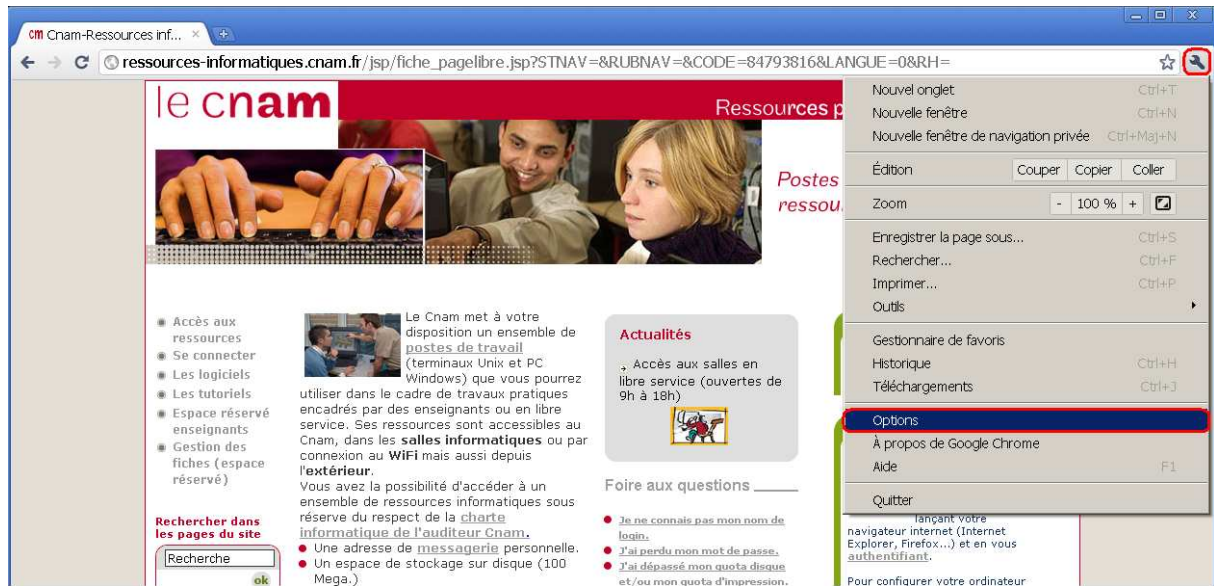 cm Cnam-Ressources inf...
ressources-informatiques.cnam.fr/jsp/fiche_pagelibre.jsp?STNAV=&RUBNAV=&CODE=84793816&LANGUE=0&RH=
le cnam
Ressources p
Postes
ressou
Accès aux
ressources
Se connecter
Les logiciels
Les tutoriels
Espace réservé
enseignants
Gestion des
fiches (espace
réservé)
Rechercher dans
les pages du site
Recherche
ok
Le Cnam met à votre
disposition un ensemble de
postes de travail
(terminaux Unix et PC
Windows) que vous pourrez
utiliser dans le cadre de travaux pratiques
encadrés par des enseignants ou en libre
service. Ses ressources sont accessibles au
Cnam, dans les salles informatiques ou par
connexion au WiFi mais aussi depuis
l'extérieur.
Vous avez la possibilité d'accéder à un
ensemble de ressources informatiques sous
réserve du respect de la charte
informatique de l'auditeur Cnam.
Une adresse de messagerie personnelle.
Un espace de stockage sur disque (100
Mega.)
Actualités
Accès aux salles en
libre service (ouvertes de
9h à 18h)
Foire aux questions
Je ne connais pas mon nom de
login.
J'ai perdu mon mot de passe.
J'ai dépassé mon quota disque
et/ou mon quota d'impression.
Nouvel onglet Ctrl+T
Nouvelle fenêtre Ctrl+N
Nouvelle fenêtre de navigation privée Ctrl+Maj+N
Édition Couper Copier Coller
Zoom - 100 % +
Enregistrer la page sous... Ctrl+S
Rechercher... Ctrl+F
Imprimer... Ctrl+P
Outils
Gestionnaire de favoris
Historique Ctrl+H
Téléchargements Ctrl+J
Options
À propos de Google Chrome
Aide F1
Quitter
lançant votre
navigateur internet (Internet
Explorer, Firefox...) et en vous
authentifiant.
Pour configurer votre ordinateur